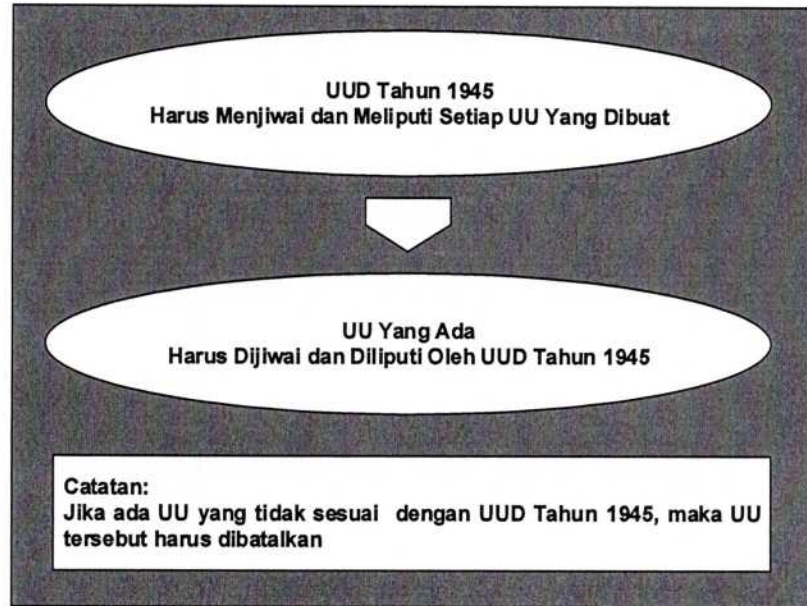 UUD Tahun 1945
Harus Menjiwai dan Meliputi Setiap UU Yang Dibuat
UU Yang Ada
Harus Dijiwai dan Diliputi Oleh UUD Tahun 1945
Catatan:
Jika ada UU yang tidak sesuai dengan UUD Tahun 1945, maka UU
tersebut harus dibatalkan